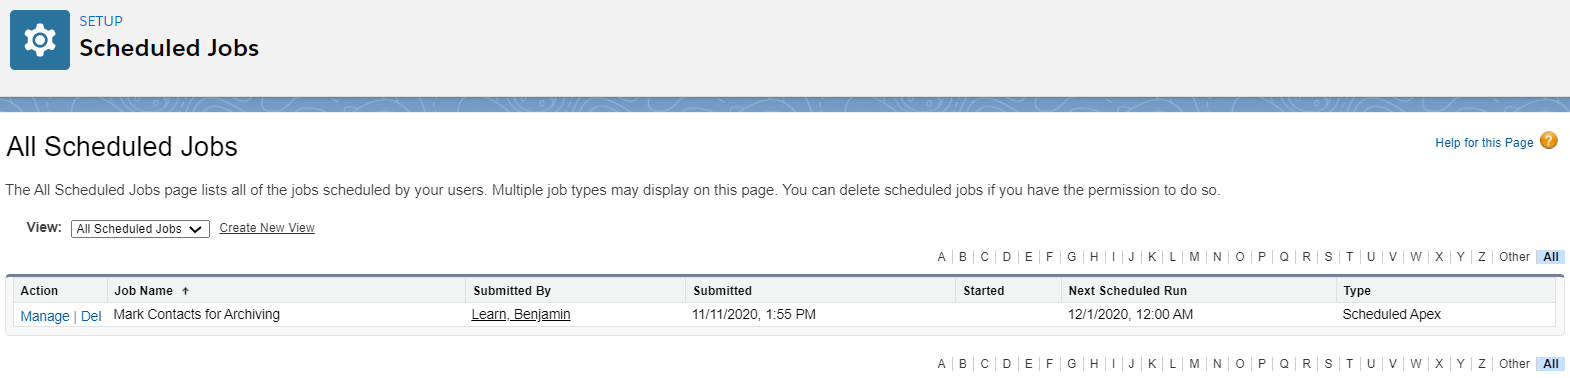 SETUP
Scheduled Jobs
All Scheduled Jobs
Help for this Page ?
The All Scheduled Jobs page lists all of the jobs scheduled by your users. Multiple job types may display on this page. You can delete scheduled jobs if you have the permission to do so.
View: All Scheduled Jobs Create New View
A | B | C | D | E | F | G | H | I | J | K | L | M | N | O | P | Q | R | S | T | U | V | W | X | Y | Z | Other | All
Action Job Name ↑ Submitted By Submitted Started Next Scheduled Run Type
Manage | Del Mark Contacts for Archiving Learn, Benjamin 11/11/2020, 1:55 PM 12/1/2020, 12:00 AM Scheduled Apex
A | B | C | D | E | F | G | H | I | J | K | L | M | N | O | P | Q | R | S | T | U | V | W | X | Y | Z | Other | All